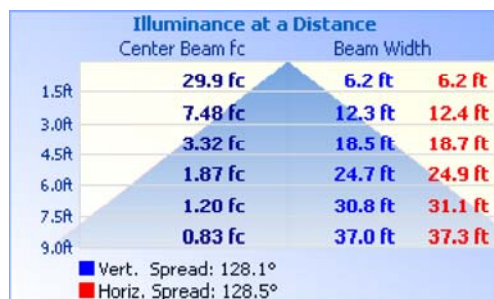 Illuminance at a Distance
Center Beam fc Beam Width
1.5ft 29.9 fc 6.2 ft 6.2 ft
3.0ft 7.48 fc 12.3 ft 12.4 ft
4.5ft 3.32 fc 18.5 ft 18.7 ft
6.0ft 1.87 fc 24.7 ft 24.9 ft
7.5ft 1.20 fc 30.8 ft 31.1 ft
9.0ft 0.83 fc 37.0 ft 37.3 ft
Vert. Spread: 128.1°
Horiz. Spread: 128.5°